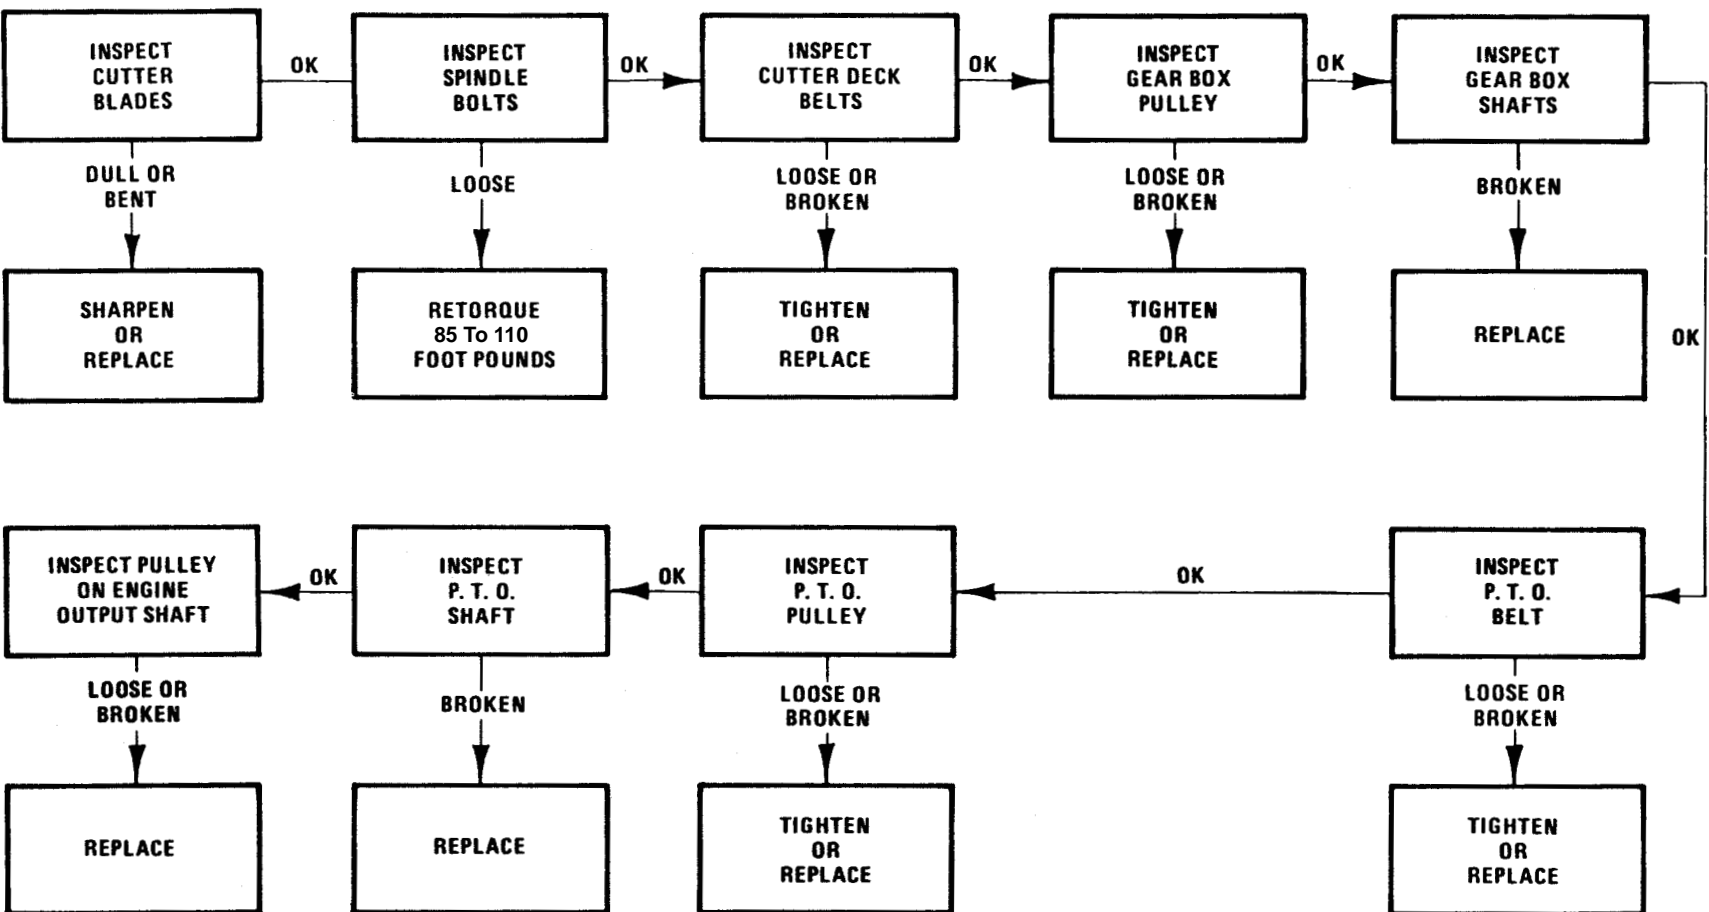 INSPECT
CUTTER
BLADES
OK
INSPECT
SPINDLE
BOLTS
OK
INSPECT
CUTTER DECK
BELTS
OK
INSPECT
GEAR BOX
PULLEY
OK
INSPECT
GEAR BOX
SHAFTS
DULL OR
BENT
LOOSE
LOOSE OR
BROKEN
LOOSE OR
BROKEN
BROKEN
SHARPEN
OR
REPLACE
RETORQUE
85 To 110
FOOT POUNDS
TIGHTEN
OR
REPLACE
TIGHTEN
OR
REPLACE
REPLACE
OK
INSPECT PULLEY
ON ENGINE
OUTPUT SHAFT
OK
INSPECT
P. T. O.
SHAFT
OK
INSPECT
P. T. O.
PULLEY
OK
INSPECT
P. T. O.
BELT
LOOSE OR
BROKEN
BROKEN
LOOSE OR
BROKEN
LOOSE OR
BROKEN
REPLACE
REPLACE
TIGHTEN
OR
REPLACE
TIGHTEN
OR
REPLACE